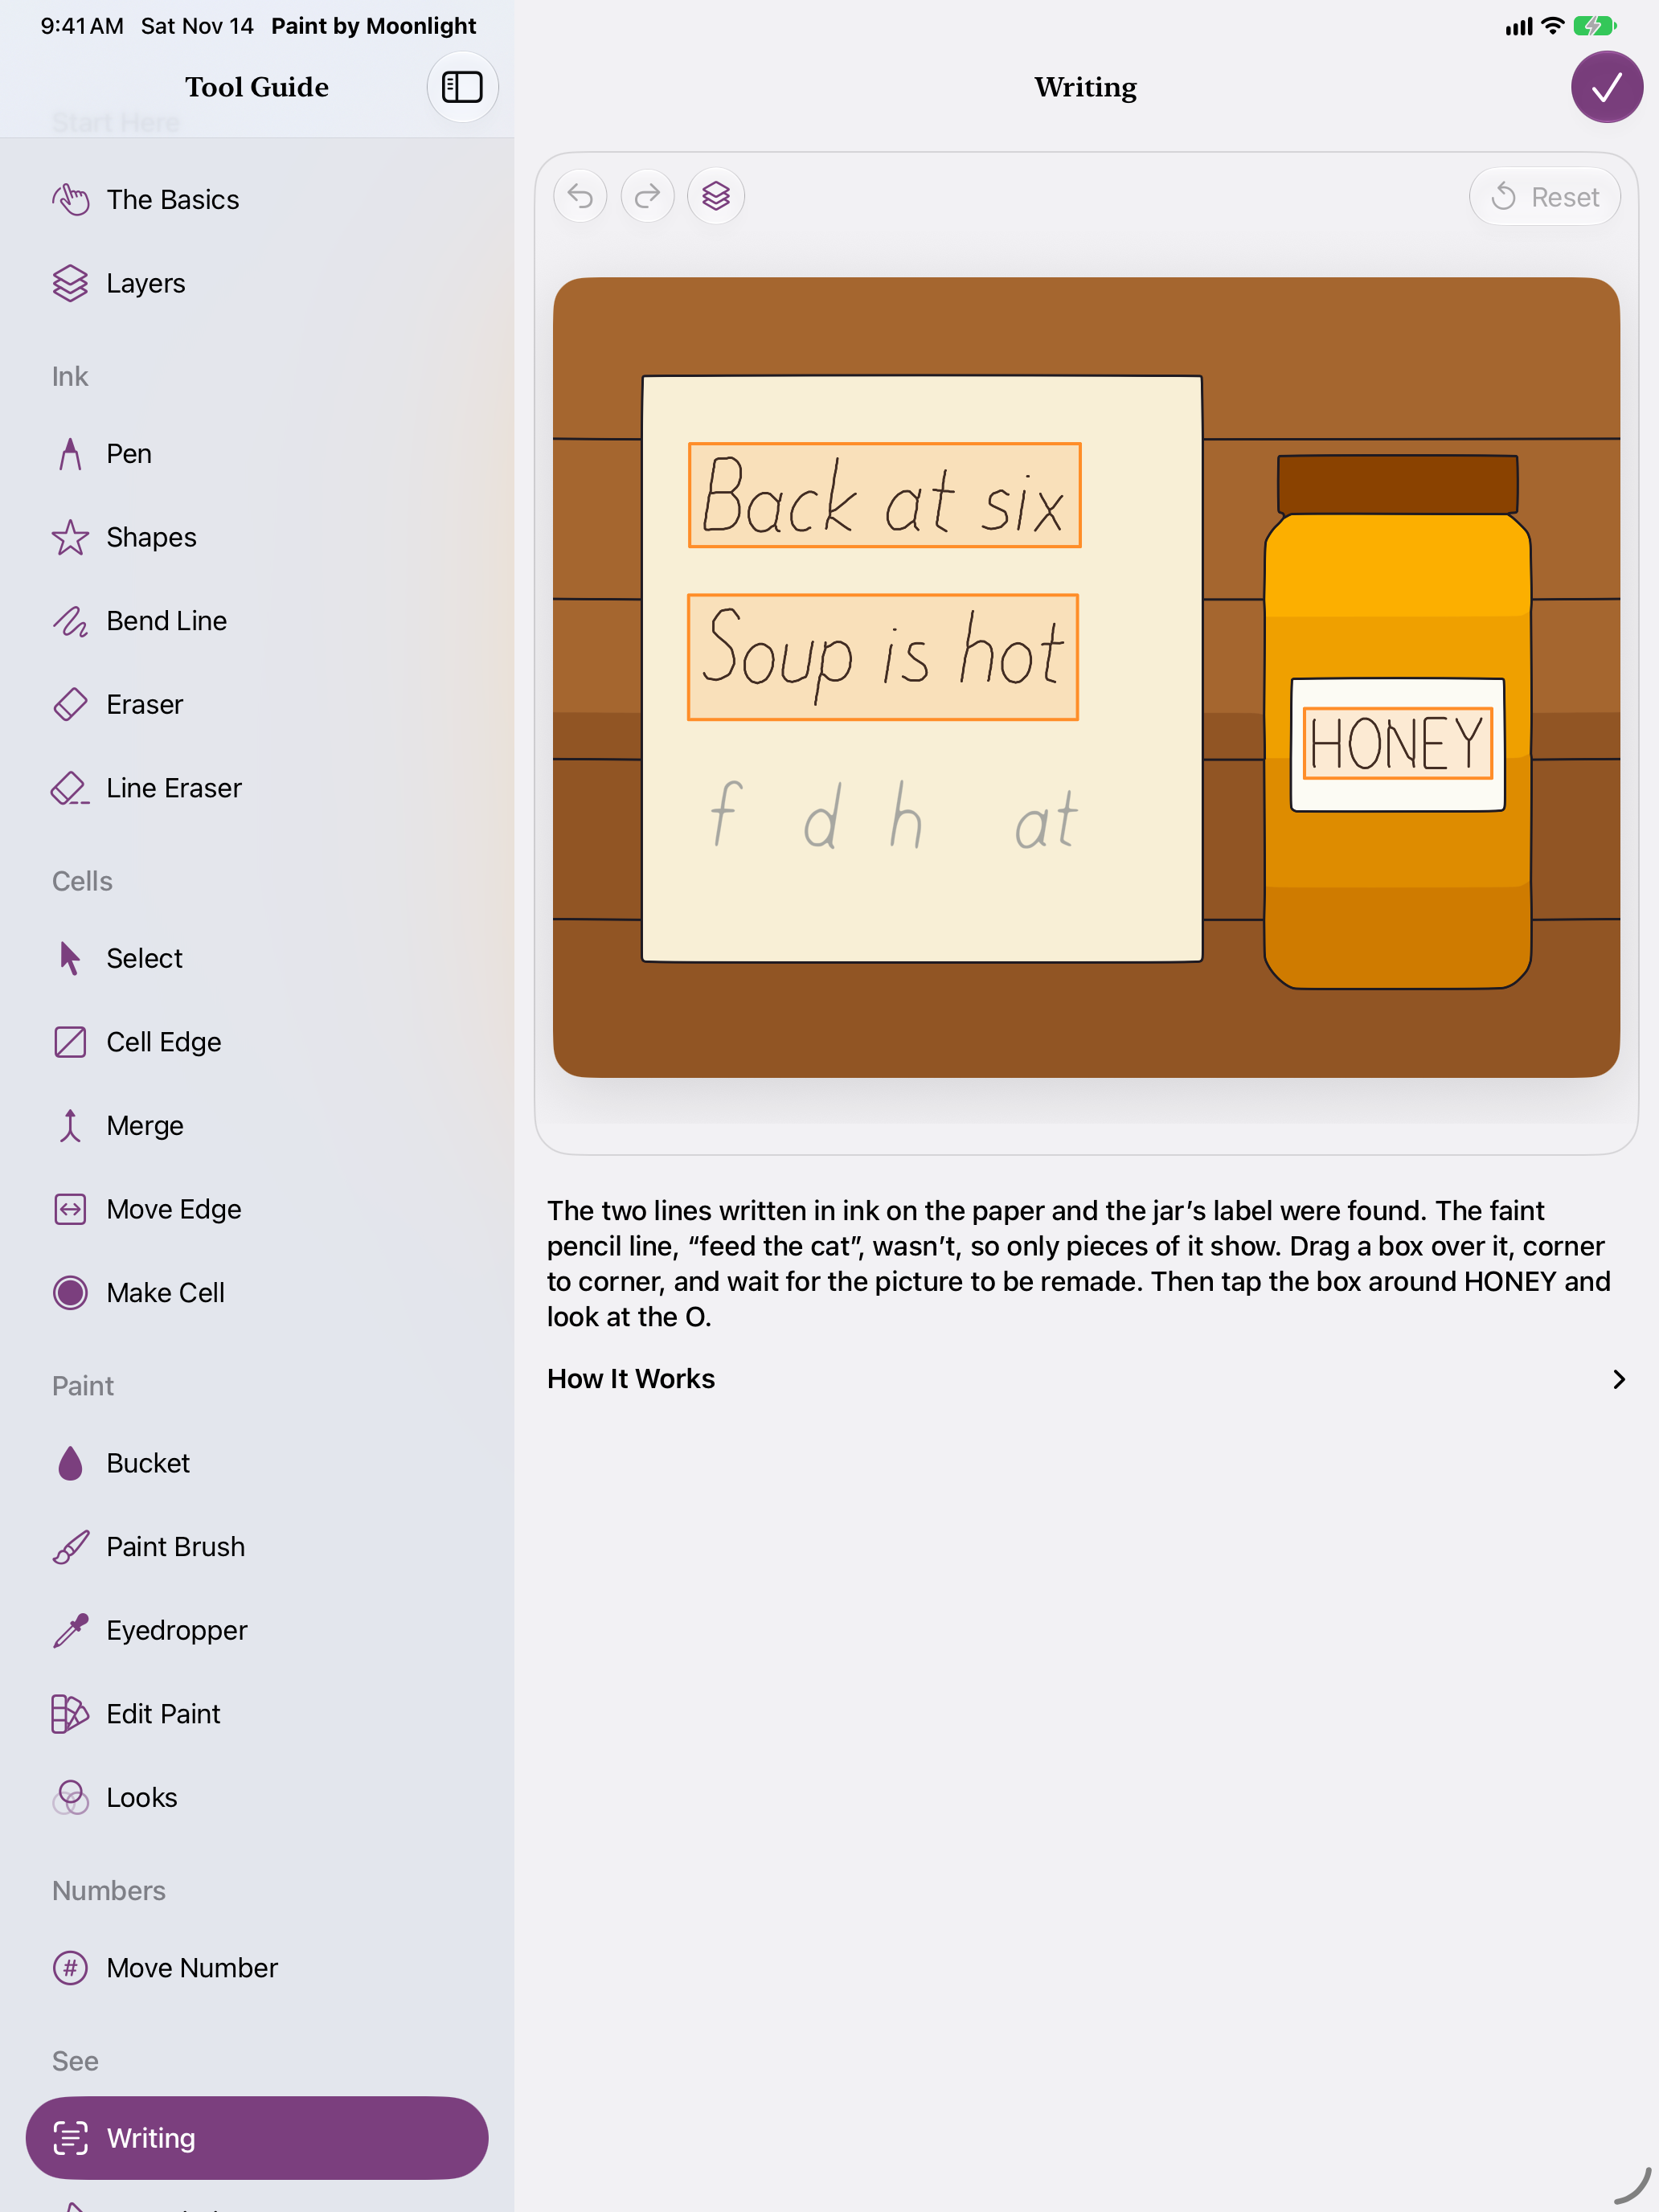 9:41 AM Sat Nov 14 Paint by Moonlight
Tool Guide
Start Here
The Basics
Layers
Ink
Pen
Shapes
Bend Line
Eraser
Line Eraser
Cells
Select
Cell Edge
Merge
Move Edge
Make Cell
Paint
Bucket
Paint Brush
Eyedropper
Edit Paint
Looks
Numbers
# Move Number
See
Writing
Writing
Reset
Back at six
Soup is hot
f d h at
HONEY
The two lines written in ink on the paper and the jar’s label were found. The faint
pencil line, “feed the cat”, wasn’t, so only pieces of it show. Drag a box over it, corner
to corner, and wait for the picture to be remade. Then tap the box around HONEY and
look at the O.
How It Works